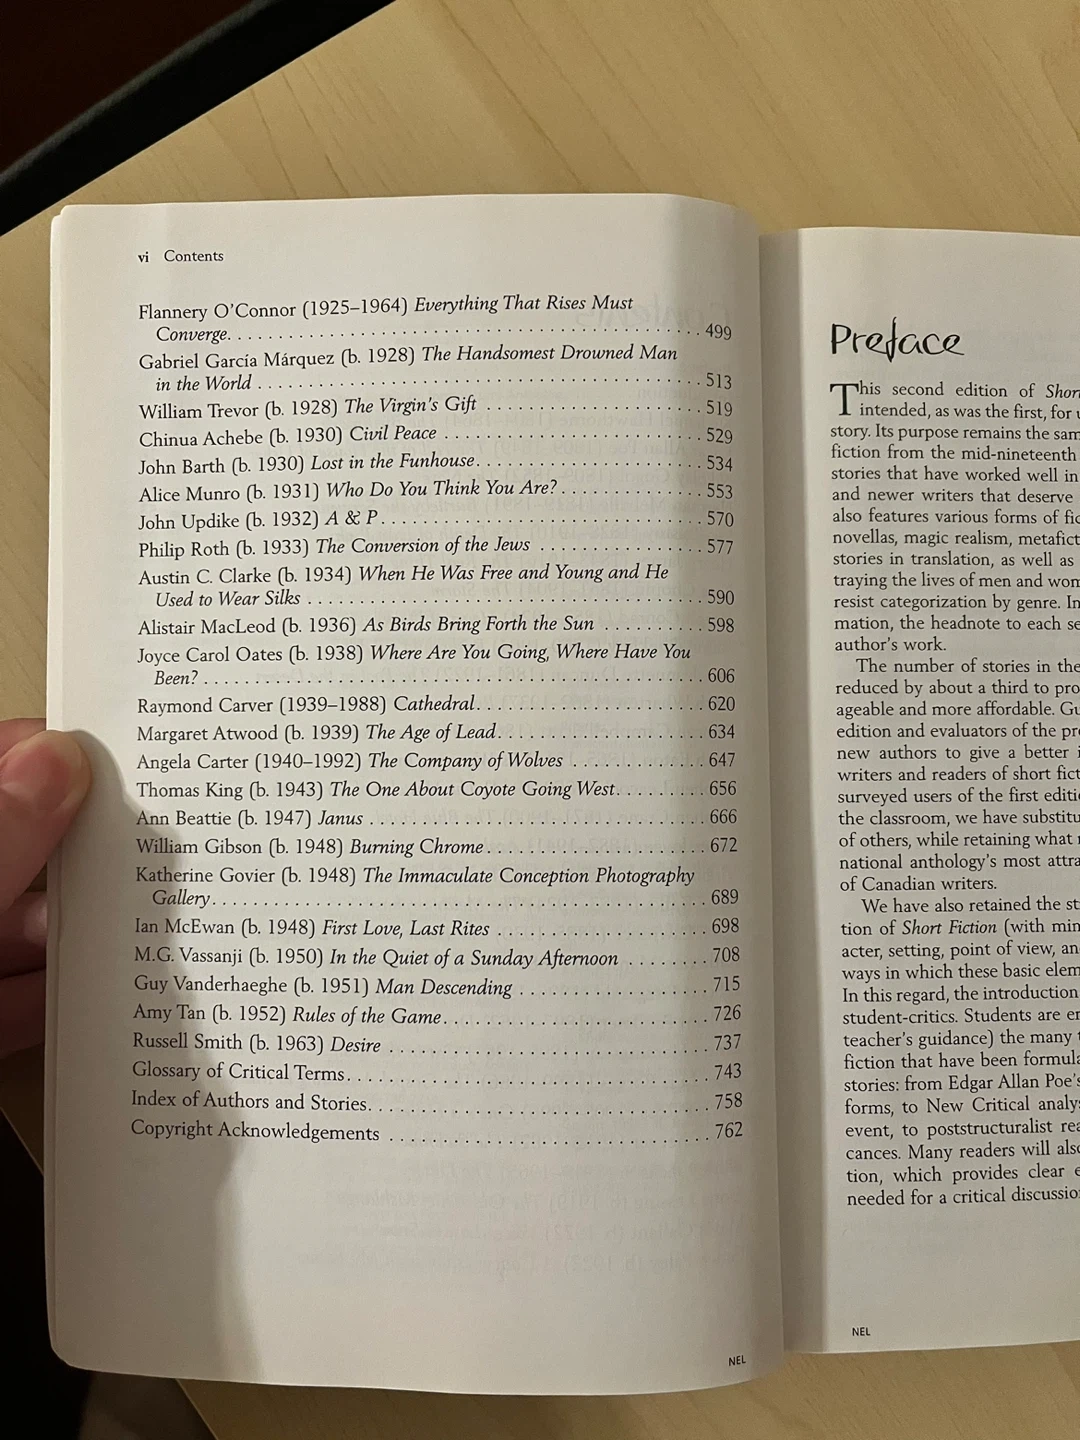 vi Contents
Flannery O'Connor (1925–1964) Everything That Rises Must
Converge. . . . . . . . . . . . . . . . . . . . . . . . . . . . . . . . . . . . . . . . 499
Gabriel García Márquez (b. 1928) The Handsomest Drowned Man
in the World . . . . . . . . . . . . . . . . . . . . . . . . . . . . . . . . . . . . . . 513
William Trevor (b. 1928) The Virgin's Gift . . . . . . . . . . . . . . . . . . . 519
Chinua Achebe (b. 1930) Civil Peace . . . . . . . . . . . . . . . . . . . . . . . 529
John Barth (b. 1930) Lost in the Funhouse. . . . . . . . . . . . . . . . . . . . 534
Alice Munro (b. 1931) Who Do You Think You Are? . . . . . . . . . . . . . 553
John Updike (b. 1932) A & P. . . . . . . . . . . . . . . . . . . . . . . . . . . . 570
Philip Roth (b. 1933) The Conversion of the Jews . . . . . . . . . . . . . . 577
Austin C. Clarke (b. 1934) When He Was Free and Young and He
Used to Wear Silks . . . . . . . . . . . . . . . . . . . . . . . . . . . . . . . . . . 590
Alistair MacLeod (b. 1936) As Birds Bring Forth the Sun . . . . . . . . . 598
Joyce Carol Oates (b. 1938) Where Are You Going, Where Have You
Been? . . . . . . . . . . . . . . . . . . . . . . . . . . . . . . . . . . . . . . . . . . 606
Raymond Carver (1939–1988) Cathedral. . . . . . . . . . . . . . . . . . . . 620
Margaret Atwood (b. 1939) The Age of Lead. . . . . . . . . . . . . . . . . . 634
Angela Carter (1940–1992) The Company of Wolves . . . . . . . . . . . . 647
Thomas King (b. 1943) The One About Coyote Going West. . . . . . . . 656
Ann Beattie (b. 1947) Janus . . . . . . . . . . . . . . . . . . . . . . . . . . . . . 666
William Gibson (b. 1948) Burning Chrome . . . . . . . . . . . . . . . . . . . 672
Katherine Govier (b. 1948) The Immaculate Conception Photography
Gallery. . . . . . . . . . . . . . . . . . . . . . . . . . . . . . . . . . . . . . . . . . 689
Ian McEwan (b. 1948) First Love, Last Rites . . . . . . . . . . . . . . . . . . 698
M.G. Vassanji (b. 1950) In the Quiet of a Sunday Afternoon . . . . . . . . 708
Guy Vanderhaeghe (b. 1951) Man Descending . . . . . . . . . . . . . . . . 715
Amy Tan (b. 1952) Rules of the Game. . . . . . . . . . . . . . . . . . . . . . . 726
Russell Smith (b. 1963) Desire . . . . . . . . . . . . . . . . . . . . . . . . . . . 737
Glossary of Critical Terms. . . . . . . . . . . . . . . . . . . . . . . . . . . . . . . 743
Index of Authors and Stories. . . . . . . . . . . . . . . . . . . . . . . . . . . . . 758
Copyright Acknowledgements . . . . . . . . . . . . . . . . . . . . . . . . . . . 762
NEL
Preface
This second edition of Short
intended, as was the first, for
story. Its purpose remains the
fiction from the mid-nineteenth
stories that have worked well in
and newer writers that deserve
also features various forms of
novellas, magic realism,
stories in translation, as well as
traying the lives of men and
resist categorization by genre. In
mation, the headnote to each
author's work.
The number of stories in the
reduced by about a third to
ageable and more affordable.
edition and evaluators of the
new authors to give a better
writers and readers of short
surveyed users of the first
the classroom, we have
of others, while retaining what
national anthology's most
of Canadian writers.
We have also retained the
tion of Short Fiction (with
acter, setting, point of view,
ways in which these basic
In this regard, the introduction
student-critics. Students are
teacher's guidance) the many
fiction that have been
stories: from Edgar Allan Poe's
forms, to New Critical
event, to poststructuralist
cances. Many readers will
tion, which provides clear
needed for a critical
NEL